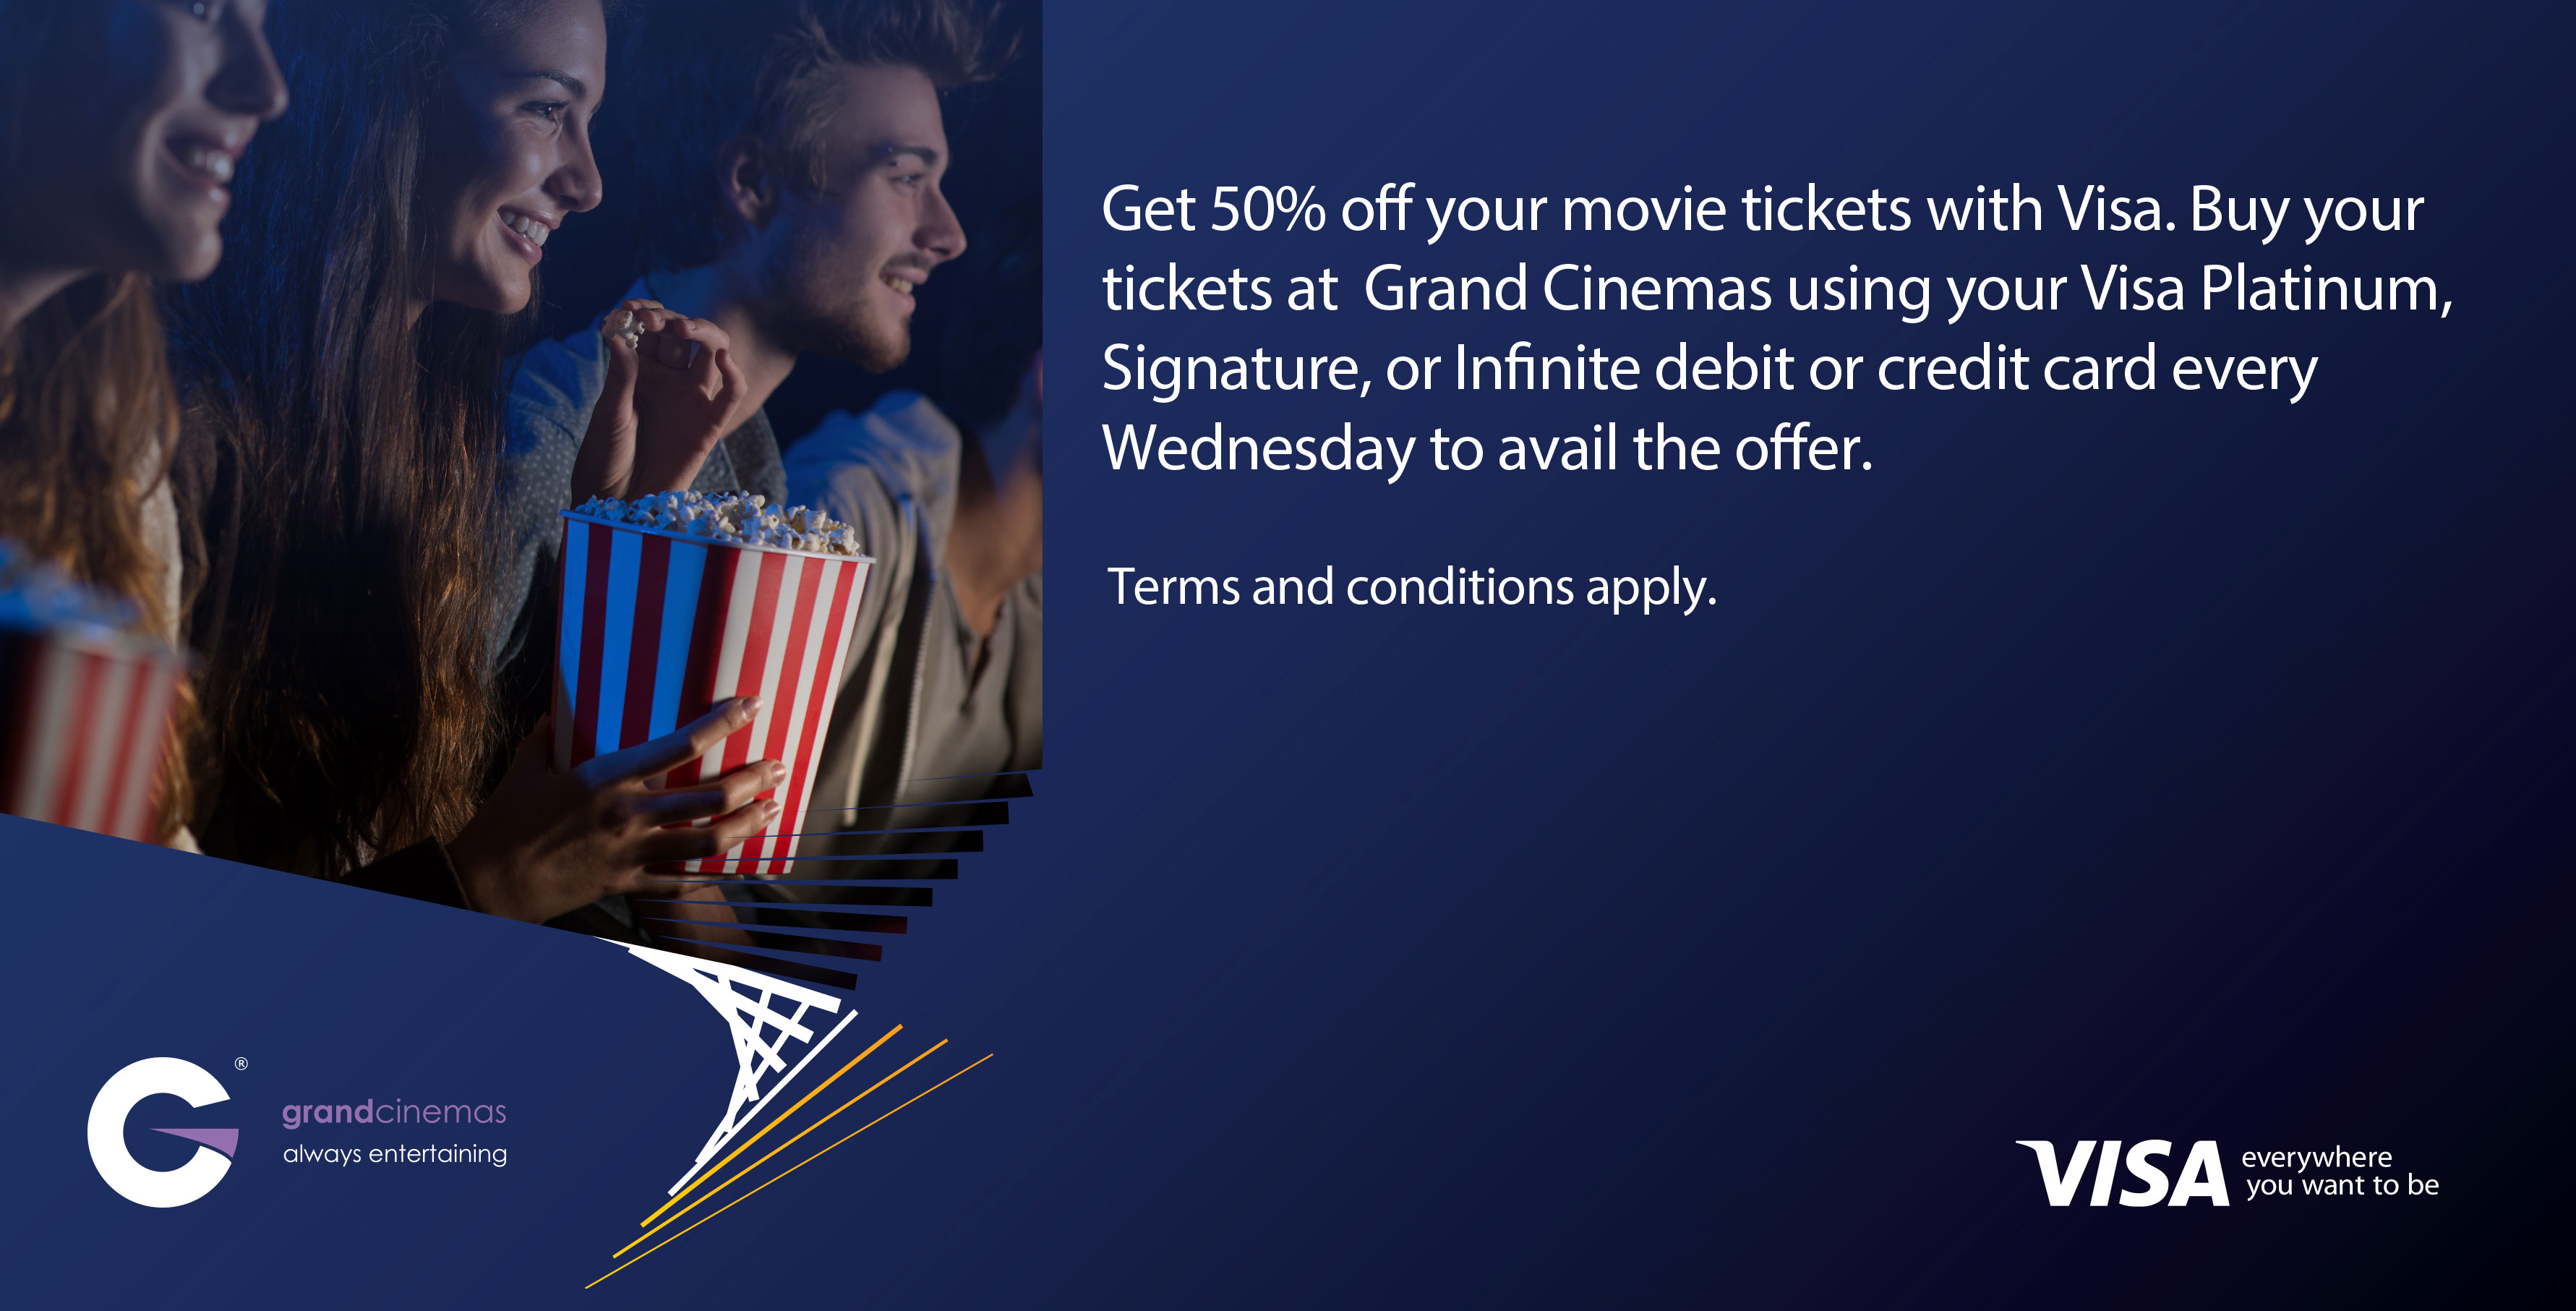 Get 50% off your movie tickets with Visa. Buy your
tickets at  Grand Cinemas using your Visa Platinum,
Signature, or Infinite debit or credit card every
Wednesday to avail the offer.
Terms and conditions apply.
®
grandcinemas
always entertaining
VISA everywhere
you want to be